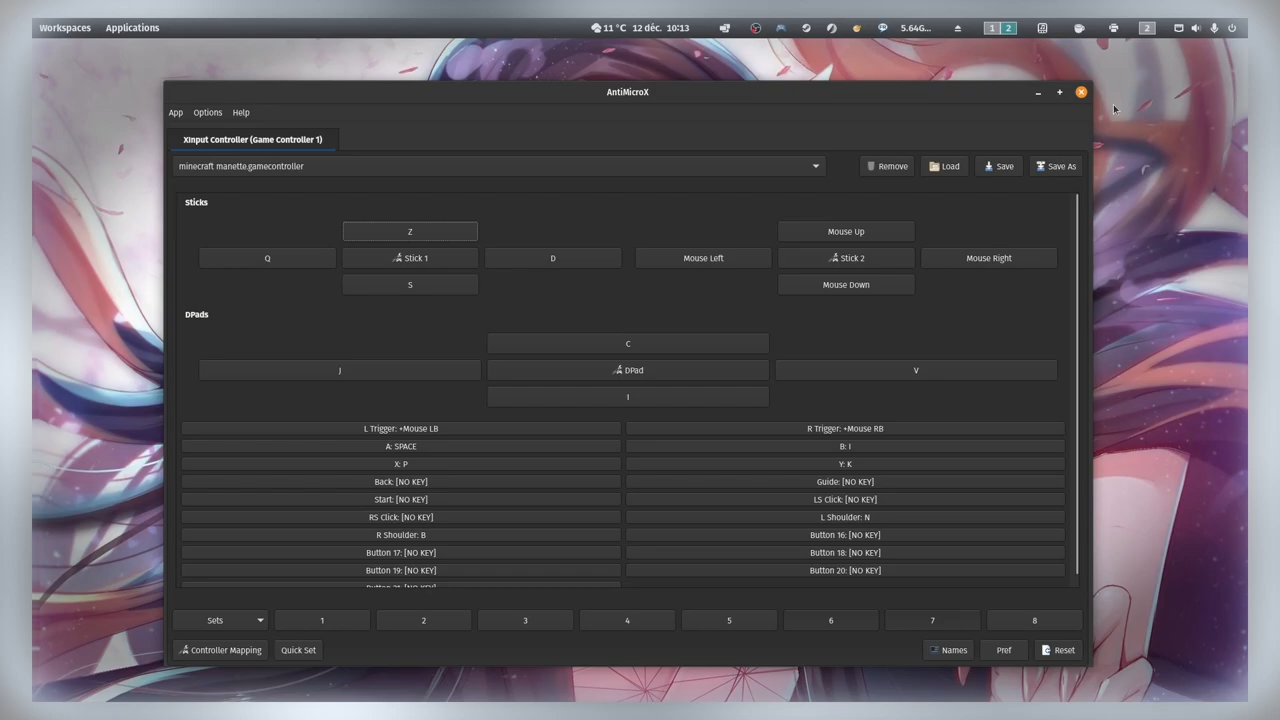 Workspaces Applications 11 °C 12 déc. 10:13 5.64G... 1 2 2
AntiMicroX
App Options Help
XInput Controller (Game Controller 1)
minecraft manette.gamecontroller Remove Load Save Save As
Sticks
Z Mouse Up
Q Stick 1 D Mouse Left Stick 2 Mouse Right
S Mouse Down
DPads
C
J DPad V
I
L Trigger: +Mouse LB R Trigger: +Mouse RB
A: SPACE B: I
X: P Y: K
Back: [NO KEY] Guide: [NO KEY]
Start: [NO KEY] LS Click: [NO KEY]
RS Click: [NO KEY] L Shoulder: N
R Shoulder: B Button 16: [NO KEY]
Button 17: [NO KEY] Button 18: [NO KEY]
Button 19: [NO KEY] Button 20: [NO KEY]
Button 21: [NO KEY]
Sets 1 2 3 4 5 6 7 8
Controller Mapping Quick Set Names Pref Reset